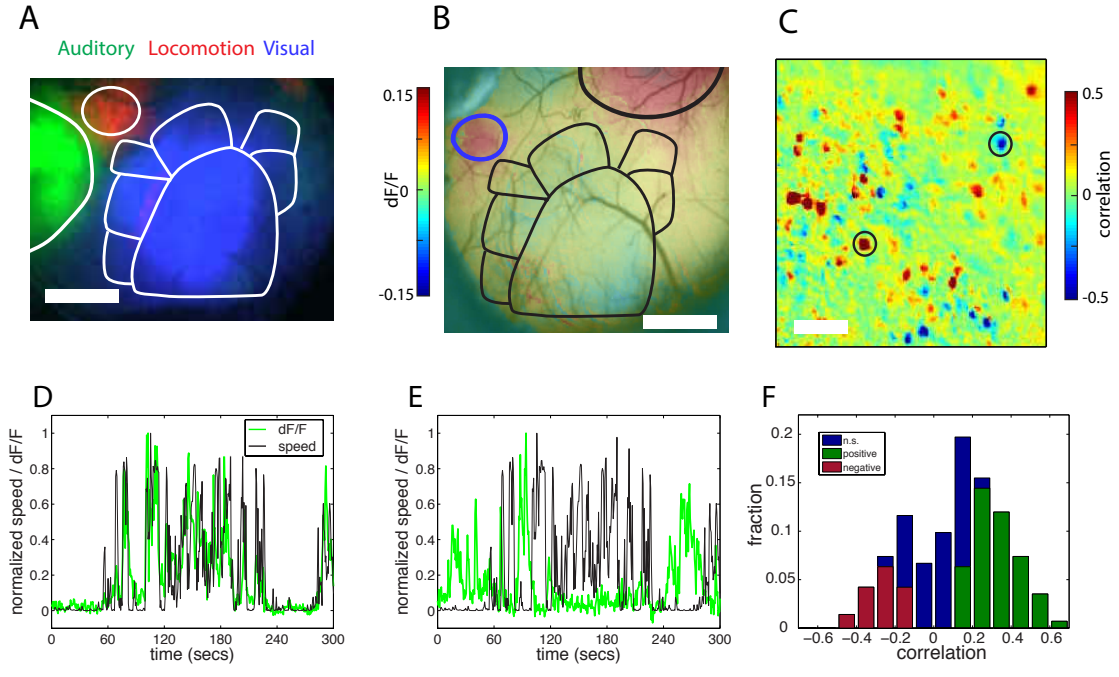 A
B
C
Auditory Locomotion Visual
0.15
dF/F
0
-0.15
0.5
correlation
0
-0.5
D
E
F
normalized speed / dF/F
1
0.8
0.6
0.4
0.2
0
dF/F
speed
0 60 120 180 240 300
time (secs)
normalized speed / dF/F
1
0.8
0.6
0.4
0.2
0
0 60 120 180 240 300
time (secs)
fraction
0.2
0.15
0.1
0.05
0
n.s.
positive
negative
−0.6 −0.4 −0.2 0 0.2 0.4 0.6
correlation